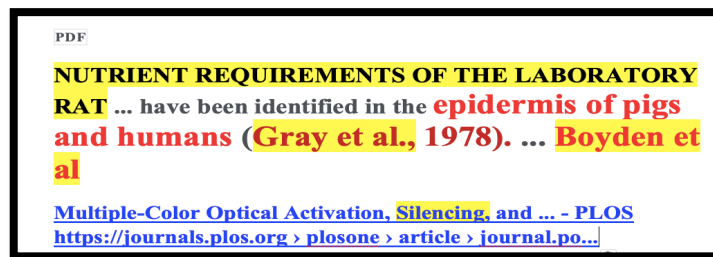 PDF
NUTRIENT REQUIREMENTS OF THE LABORATORY
RAT ... have been identified in the epidermis of pigs
and humans (Gray et al., 1978). ... Boyden et
al
Multiple-Color Optical Activation, Silencing, and ... - PLOS
https://journals.plos.org › plosone › article › journal.po...